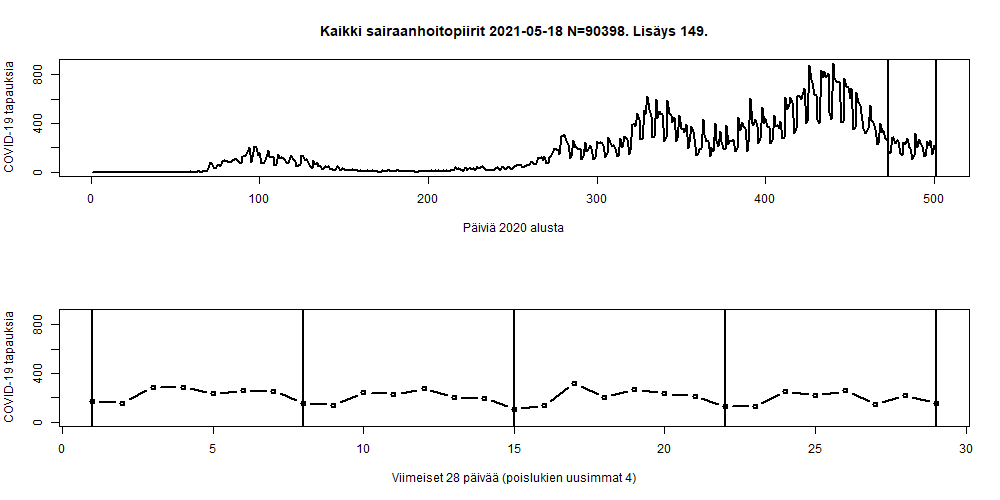 Kaikki sairaanhoitopiirit 2021-05-18 N=90398. Lisäys 149.
COVID-19 tapauksia
800
400
0
0 100 200 300 400 500
Päiviä 2020 alusta
COVID-19 tapauksia
800
400
0
0 5 10 15 20 25 30
Viimeiset 28 päivää (poislukien uusimmat 4)